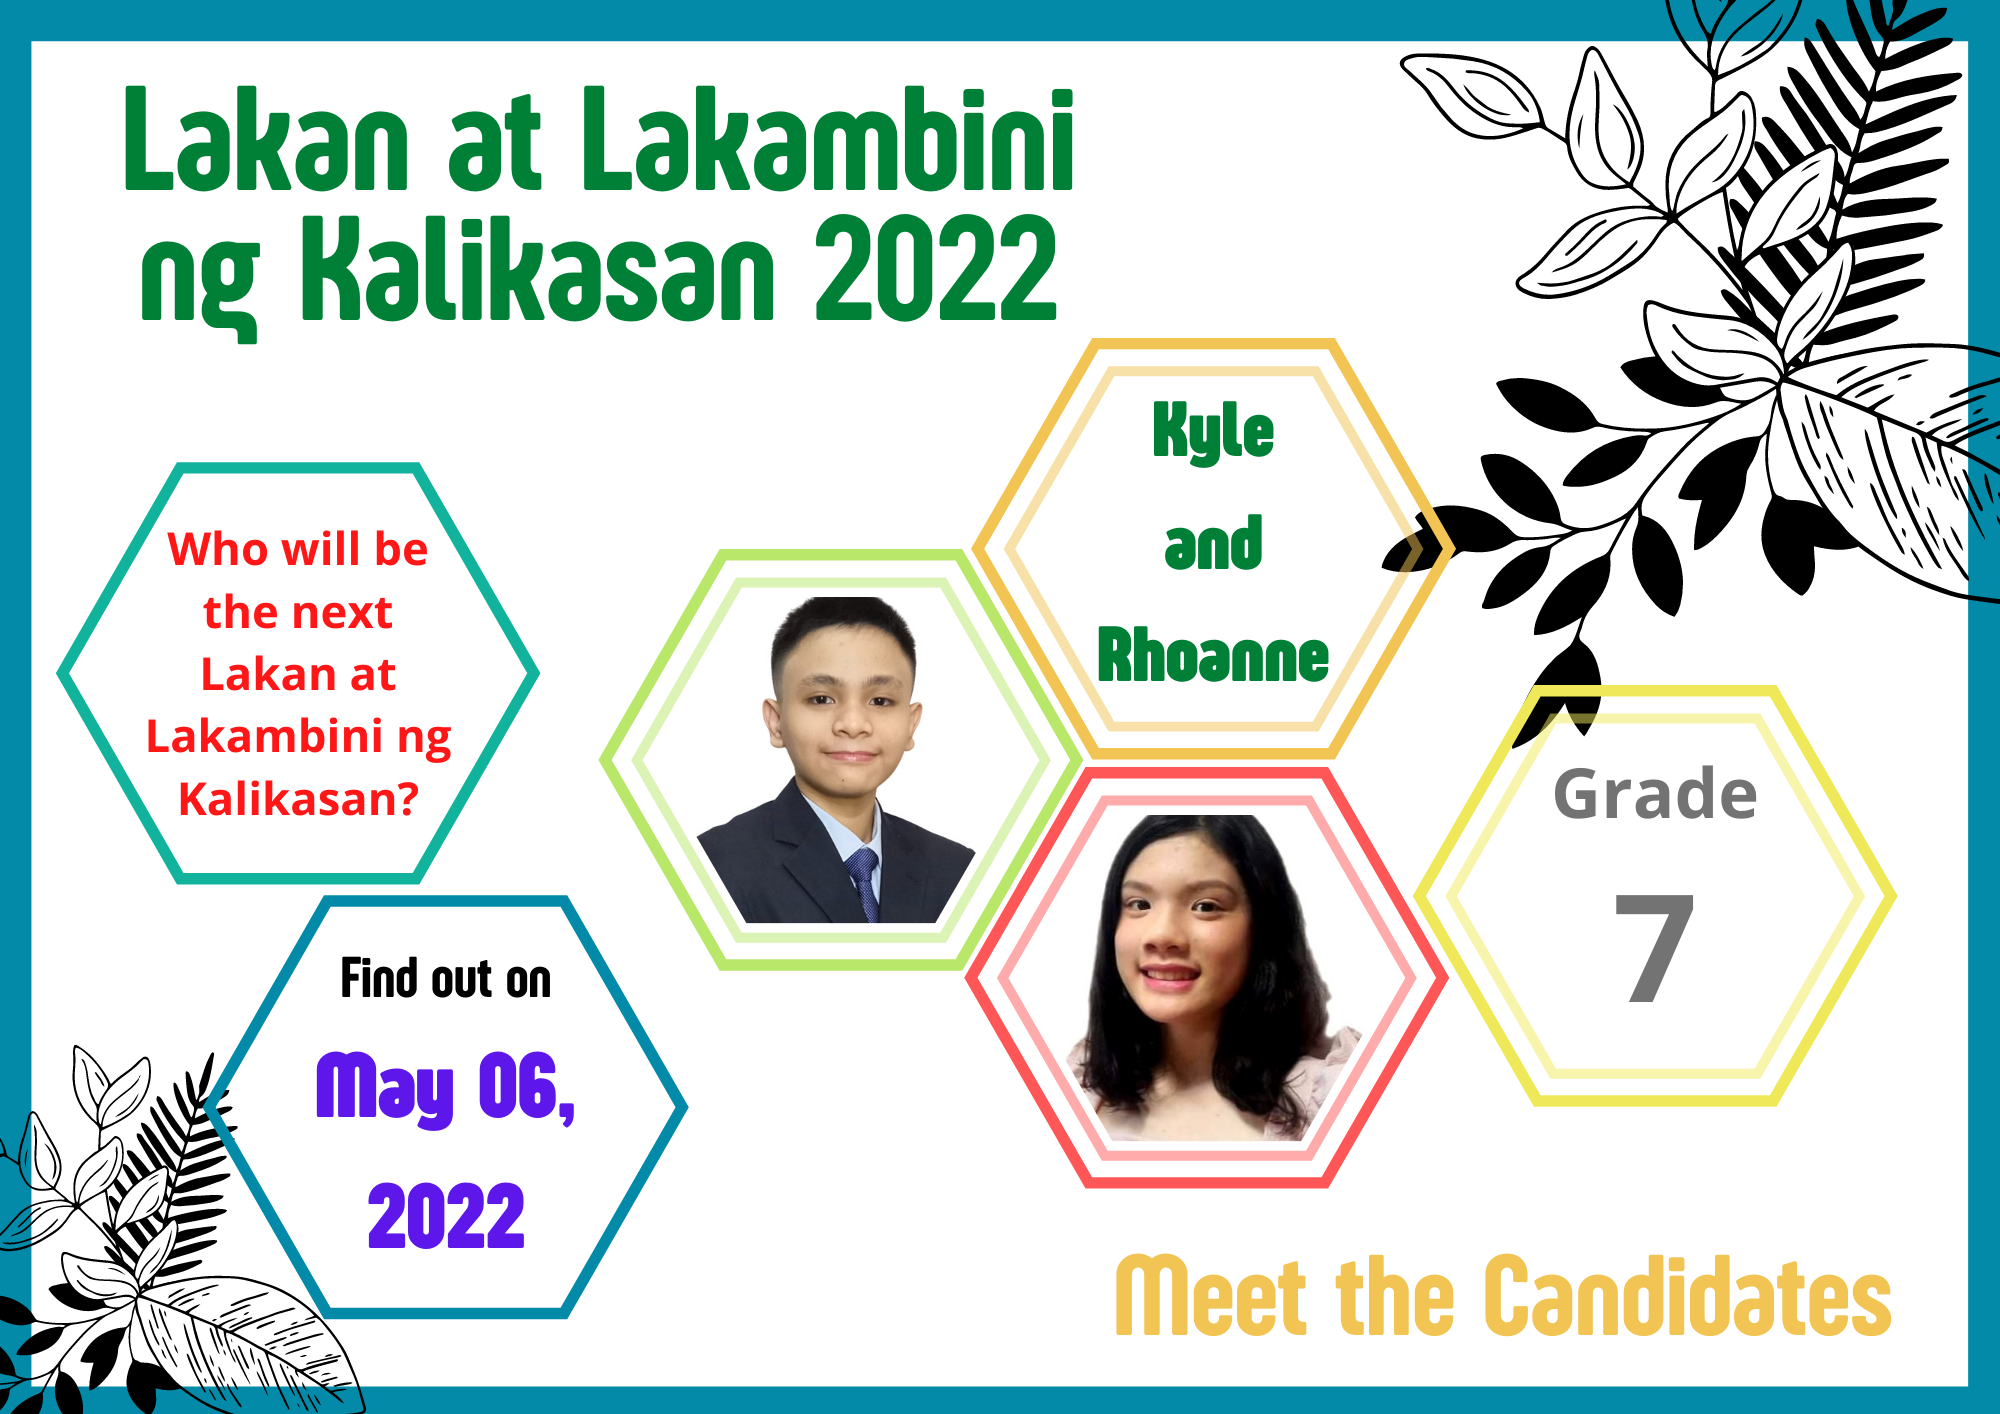 Lakan at Lakambini
ng Kalikasan 2022
Who will be
the next
Lakan at
Lakambini ng
Kalikasan?
Find out on
May 06,
2022
Kyle
and
Rhoanne
Grade
7
Meet the Candidates